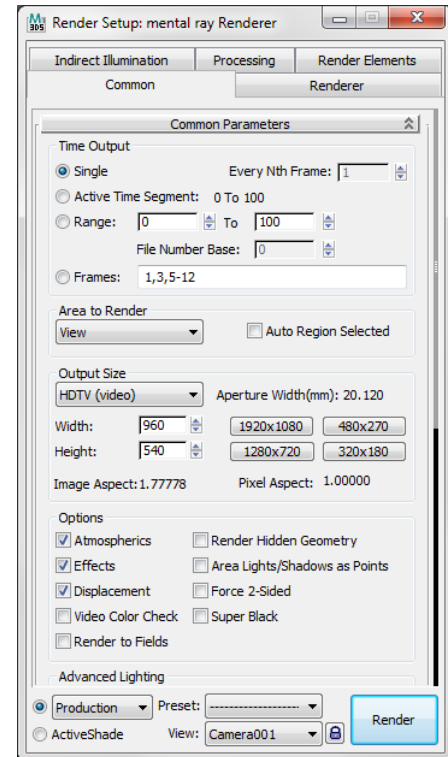 3DS Render Setup: mental ray Renderer
Indirect Illumination Processing Render Elements
Common Renderer
Common Parameters
Time Output
Single Every Nth Frame: 1
Active Time Segment: 0 To 100
Range: 0 To 100
File Number Base: 0
Frames: 1,3,5-12
Area to Render
View Auto Region Selected
Output Size
HDTV (video) Aperture Width(mm): 20.120
Width: 960 1920x1080 480x270
Height: 540 1280x720 320x180
Image Aspect:1.77778 Pixel Aspect: 1.00000
Options
Atmospherics Render Hidden Geometry
Effects Area Lights/Shadows as Points
Displacement Force 2-Sided
Video Color Check Super Black
Render to Fields
Advanced Lighting
Production Preset: -------------------
ActiveShade View: Camera001 Render